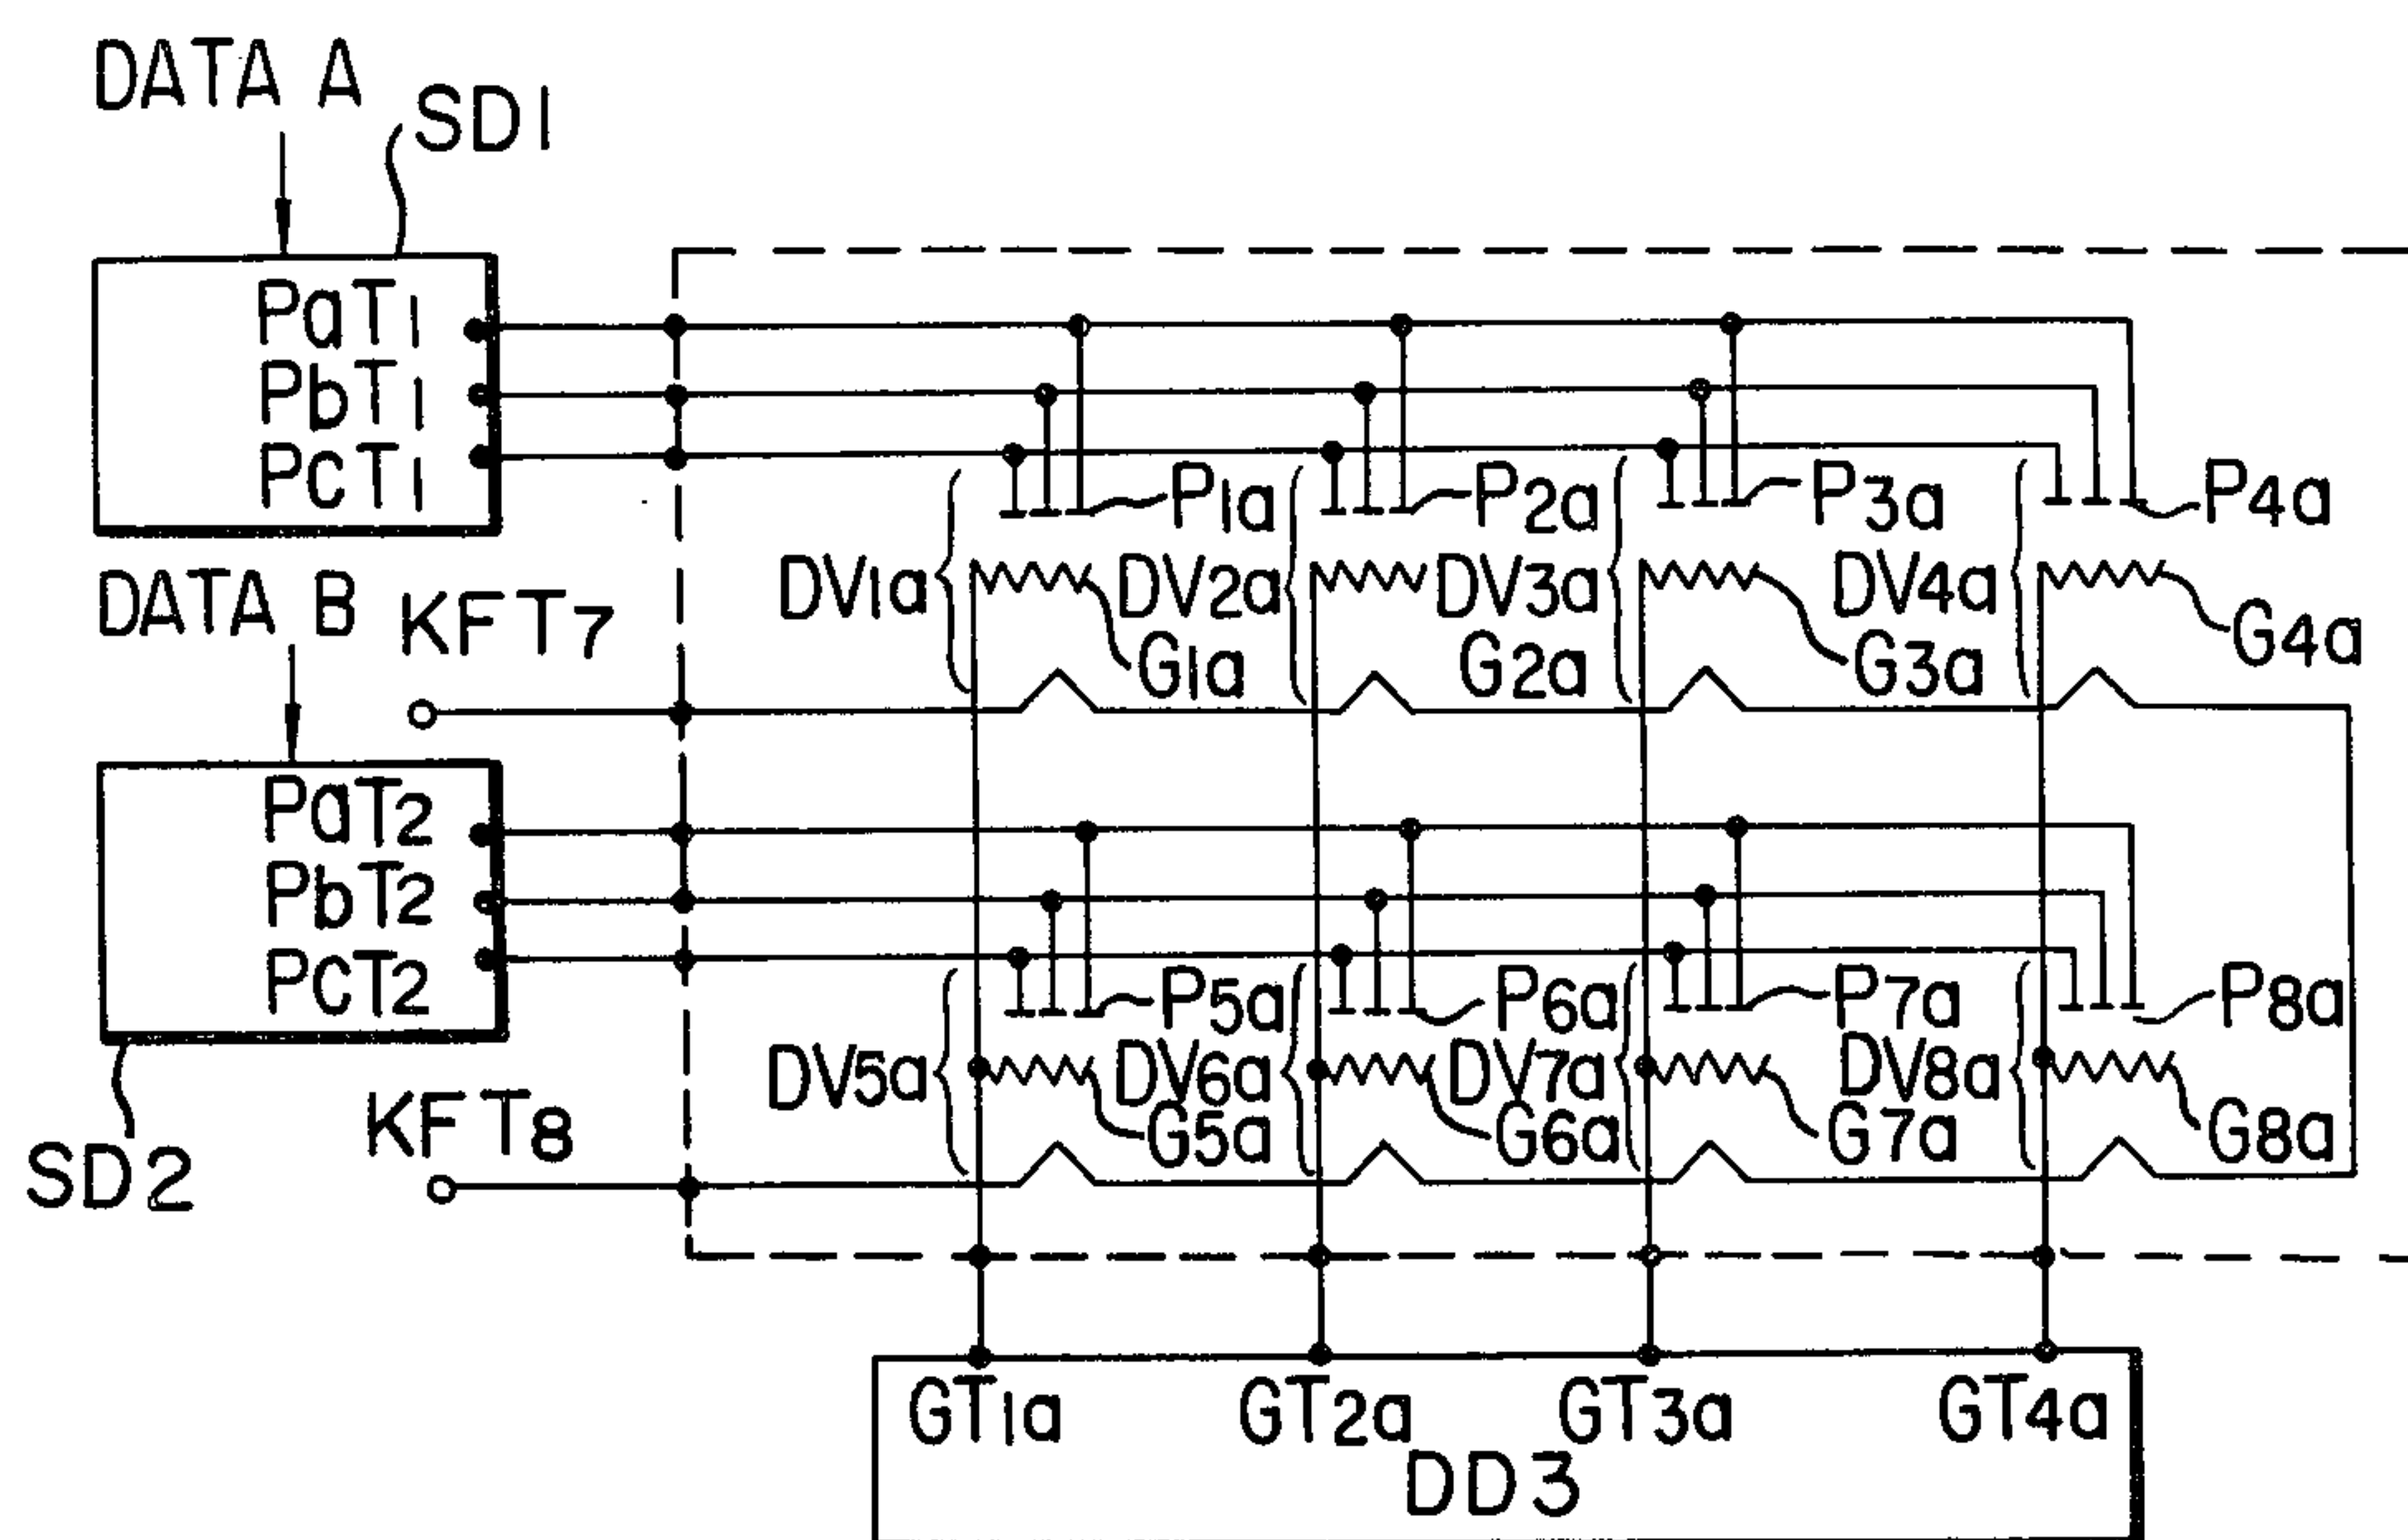 DATA A
SD1
PaT1
PbT1
PCT1
P1a
P2a
P3a
P4a
DV1a
DV2a
DV3a
DV4a
G1a
G2a
G3a
G4a
DATA B
KFT7
PaT2
PbT2
PCT2
P5a
P6a
P7a
P8a
DV5a
DV6a
DV7a
DV8a
G5a
G6a
G7a
G8a
KFT8
SD2
GT1a
GT2a
GT3a
GT4a
DD3